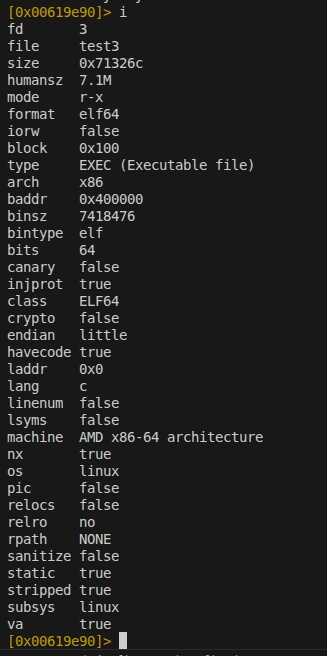 [0x00619e90]> i
fd       3
file     test3
size     0x71326c
humansz  7.1M
mode     r-x
format   elf64
iorw     false
block    0x100
type     EXEC (Executable file)
arch     x86
baddr    0x400000
binsz    7418476
bintype  elf
bits     64
canary   false
injprot  true
class    ELF64
crypto   false
endian   little
havecode true
laddr    0x0
lang     c
linenum  false
lsyms    false
machine  AMD x86-64 architecture
nx       true
os       linux
pic      false
relocs   false
relro    no
rpath    NONE
sanitize false
static   true
stripped true
subsys   linux
va       true
[0x00619e90]>